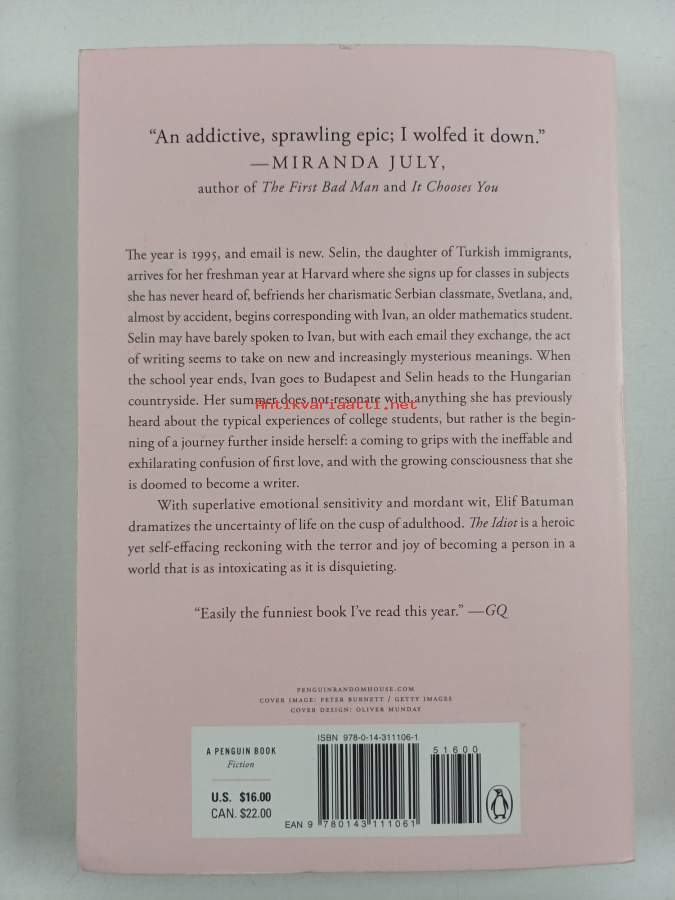 “An addictive, sprawling epic; I wolfed it down.”
—MIRANDA JULY,
author of The First Bad Man and It Chooses You
The year is 1995, and email is new. Selin, the daughter of Turkish immigrants,
arrives for her freshman year at Harvard where she signs up for classes in subjects
she has never heard of, befriends her charismatic Serbian classmate, Svetlana, and,
almost by accident, begins corresponding with Ivan, an older mathematics student.
Selin may have barely spoken to Ivan, but with each email they exchange, the act
of writing seems to take on new and increasingly mysterious meanings. When
the school year ends, Ivan goes to Budapest and Selin heads to the Hungarian
countryside. Her summer does not resonate with anything she has previously
Antikvariaatti.net
heard about the typical experiences of college students, but rather is the begin-
ning of a journey further inside herself: a coming to grips with the ineffable and
exhilarating confusion of first love, and with the growing consciousness that she
is doomed to become a writer.
With superlative emotional sensitivity and mordant wit, Elif Batuman
dramatizes the uncertainty of life on the cusp of adulthood. The Idiot is a heroic
yet self-effacing reckoning with the terror and joy of becoming a person in a
world that is as intoxicating as it is disquieting.
“Easily the funniest book I’ve read this year.” —GQ
PENGUINRANDOMHOUSE.COM
COVER IMAGE: PETER BURNETT / GETTY IMAGES
COVER DESIGN: OLIVER MUNDAY
A PENGUIN BOOK
Fiction
U.S. $16.00
CAN. $22.00
ISBN 978-0-14-311106-1
51600
EAN 9 780143 111061